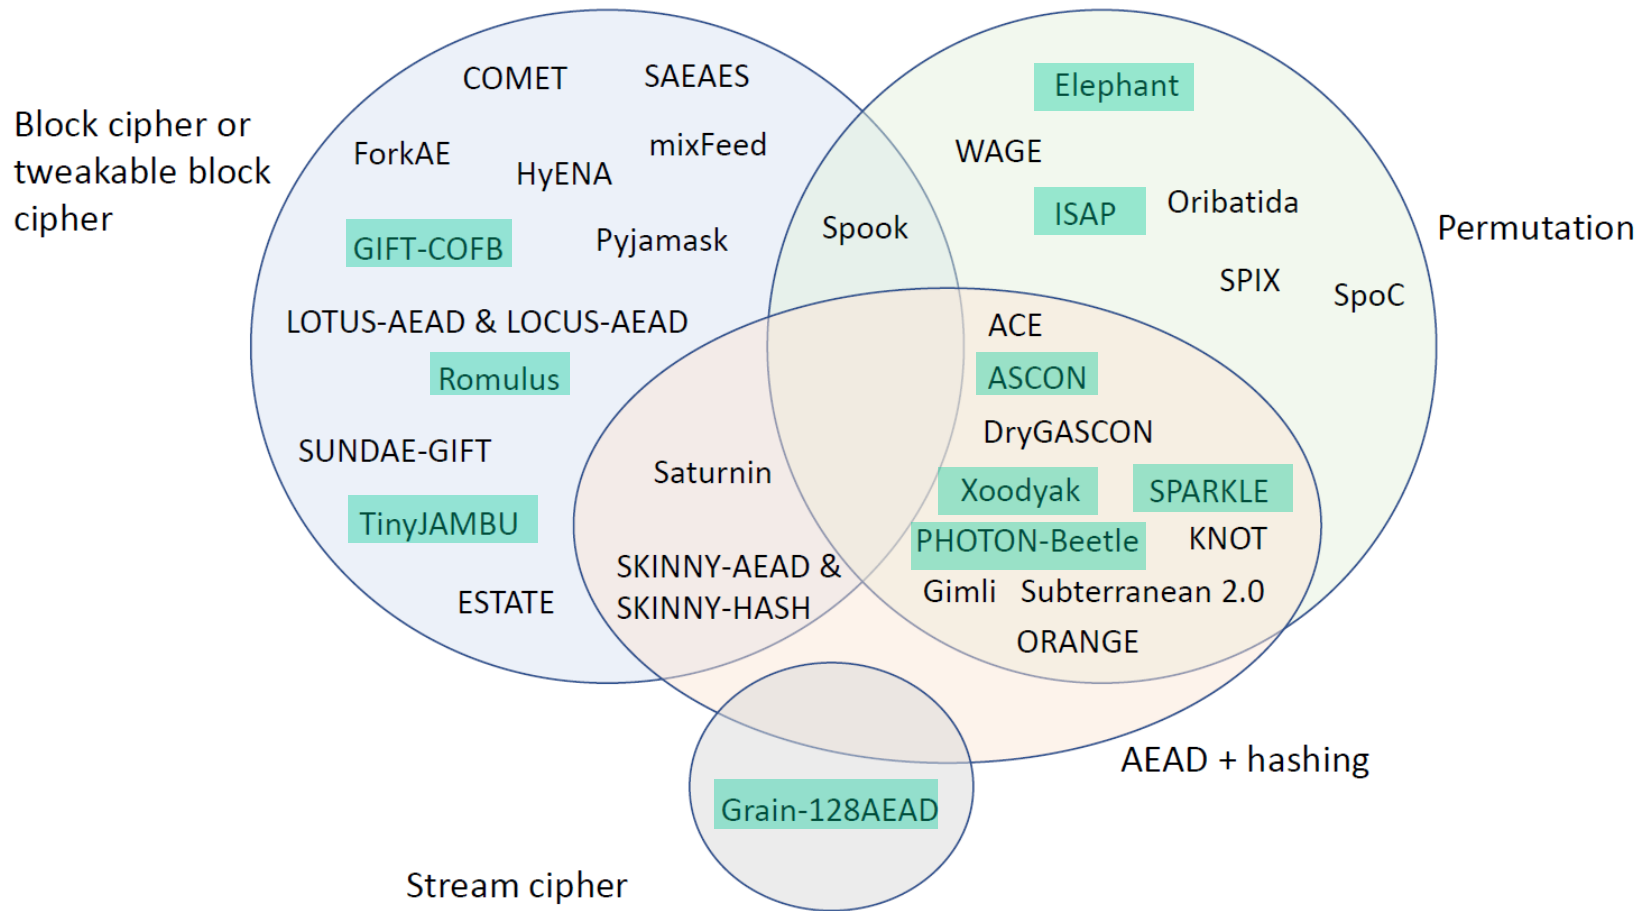 Block cipher or
tweakable block
cipher
COMET
SAEAES
ForkAE
HyENA
mixFeed
GIFT-COFB
Pyjamask
LOTUS-AEAD & LOCUS-AEAD
Romulus
SUNDAE-GIFT
TinyJAMBU
ESTATE
Spook
Elephant
WAGE
ISAP
Oribatida
SPIX
SpoC
Permutation
Saturnin
SKINNY-AEAD &
SKINNY-HASH
ACE
ASCON
DryGASCON
Xoodyak
SPARKLE
PHOTON-Beetle
KNOT
Gimli
Subterranean 2.0
ORANGE
AEAD + hashing
Grain-128AEAD
Stream cipher